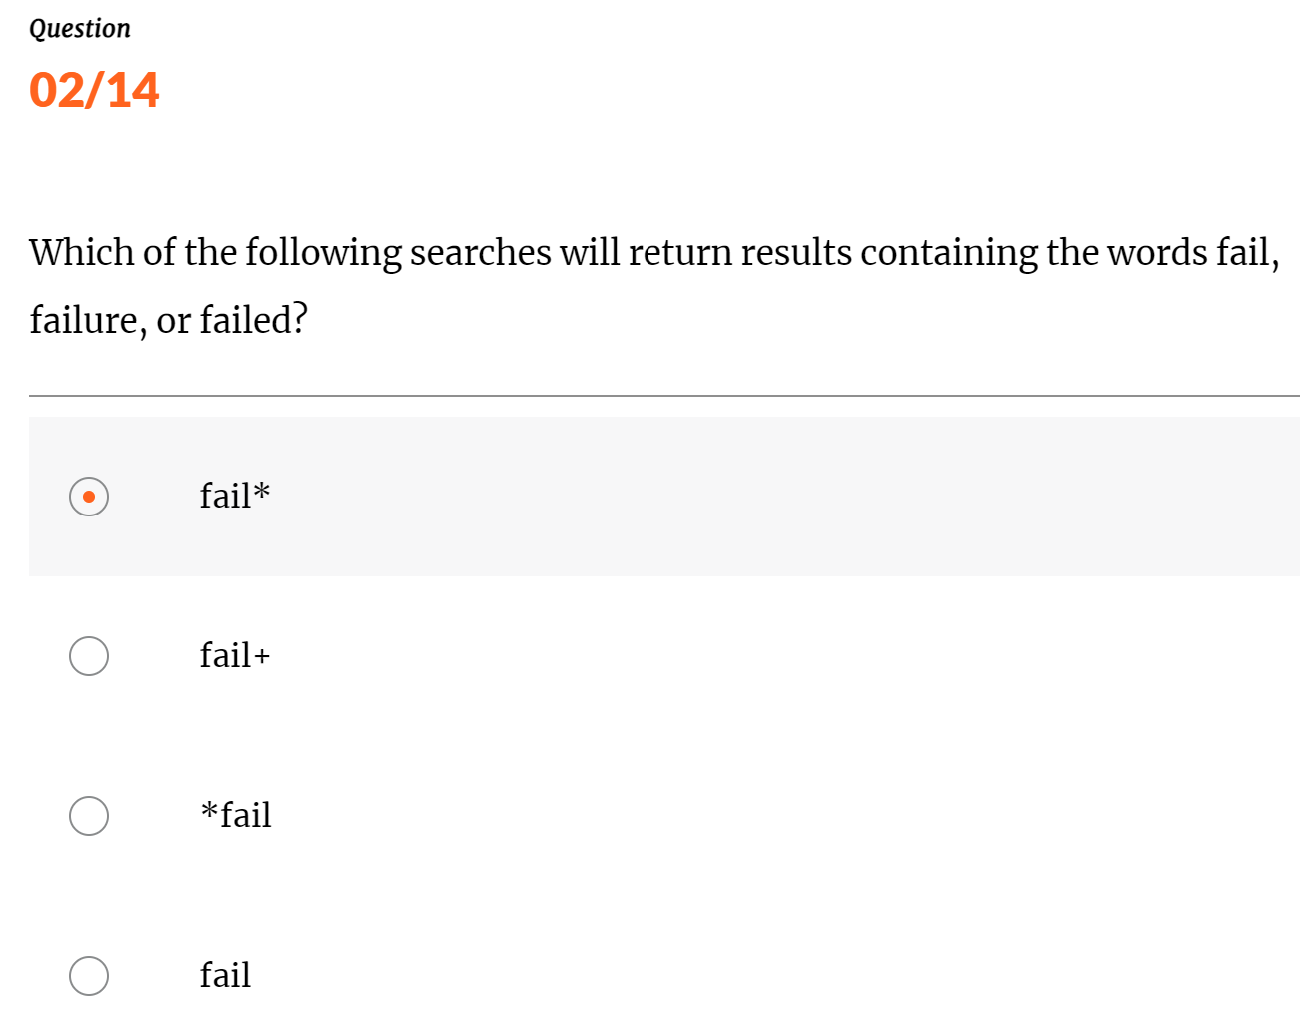 Question
02/14
Which of the following searches will return results containing the words fail,
failure, or failed?
fail*
fail+
*fail
fail